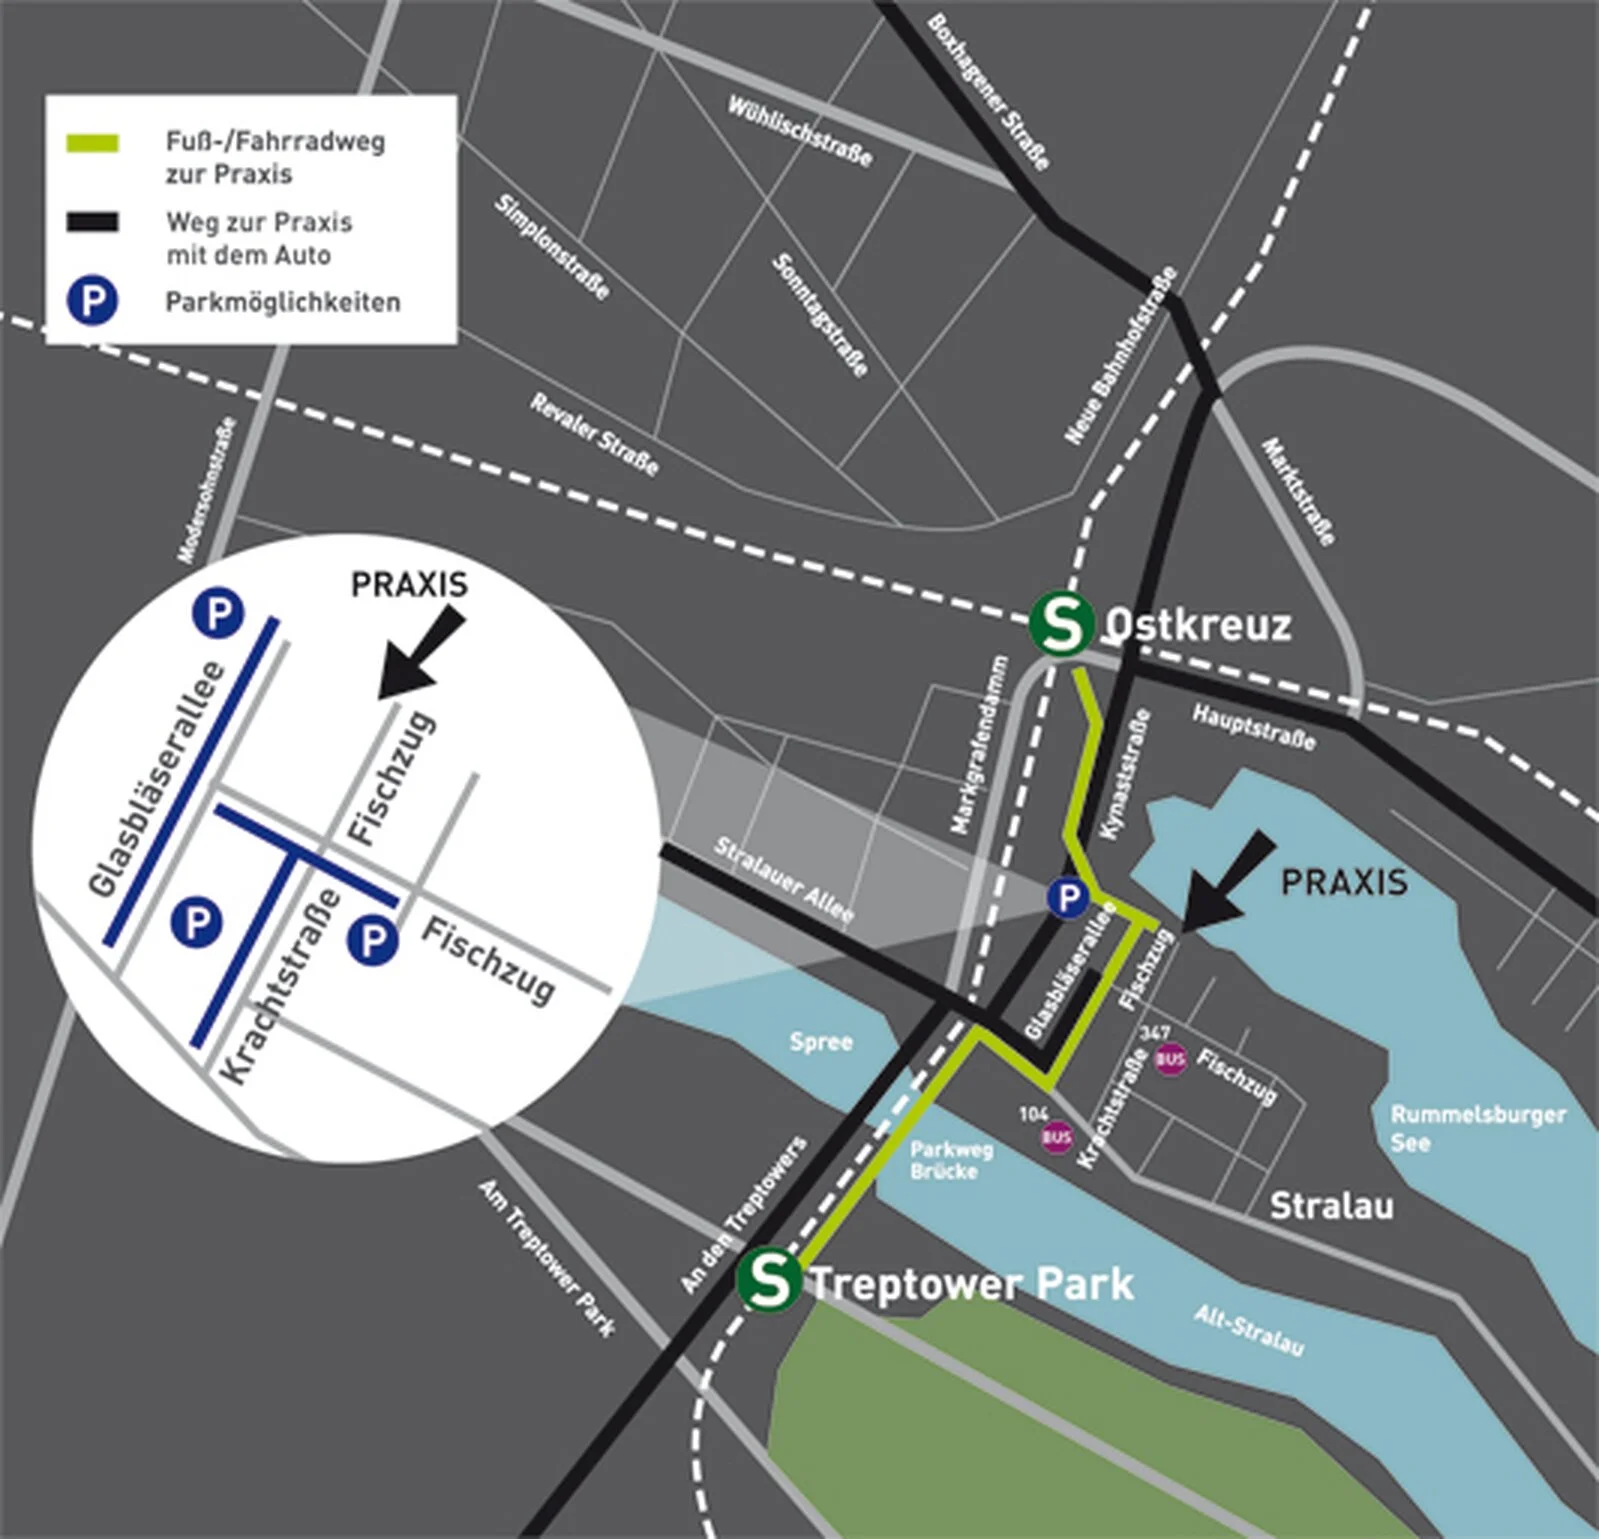 Boxhagener Straße
Wühlischstraße
Fuß-/Fahrradweg
zur Praxis
Weg zur Praxis
mit dem Auto
P
Parkmöglichkeiten
Simplonstraße
Sonntagstraße
Neue Bahnhofstraße
Revaler Straße
Modersohnstraße
Marktstraße
PRAXIS
P
S
Ostkreuz
Markgrafendamm
Hauptstraße
Kynaststraße
Glasbläserallee
Fischzug
Stralauer Allee
PRAXIS
P
P
P
Fischzug
Krachtstraße
Glasbläserallee
Fischzug
Spree
347
BUS
Fischzug
104
BUS
Krachtstraße
Rummelsburger
See
Parkweg
Brücke
An den Treptowers
Am Treptower Park
Stralau
S
Treptower Park
Alt-Stralau